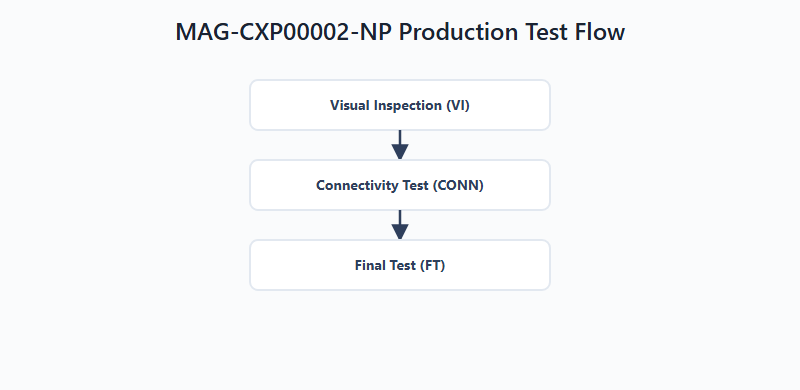 MAG-CXP00002-NP Production Test Flow
Visual Inspection (VI)
Connectivity Test (CONN)
Final Test (FT)